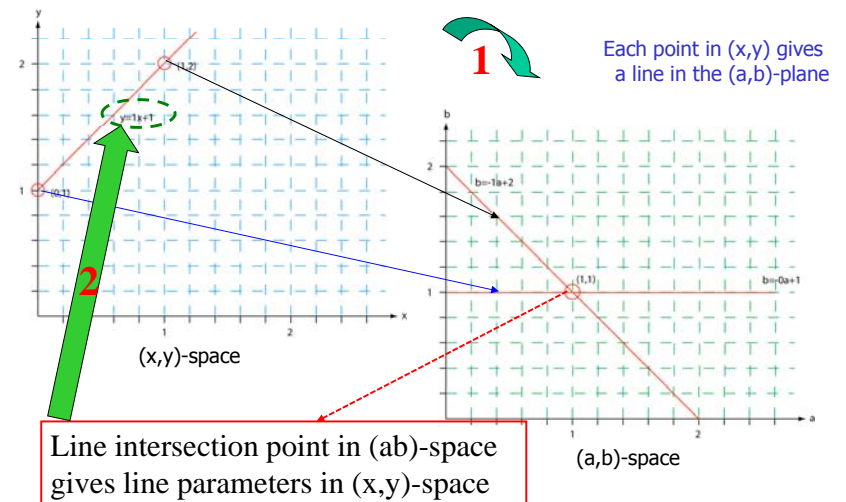 y
2
(1,2)
y=1x+1
1
(0,1)
1
2
x
(x,y)-space
1
Each point in (x,y) gives
a line in the (a,b)-plane
b
2
b=-1a+2
(1,1)
b=-0a+1
1
1
2
a
(a,b)-space
2
Line intersection point in (ab)-space
gives line parameters in (x,y)-space